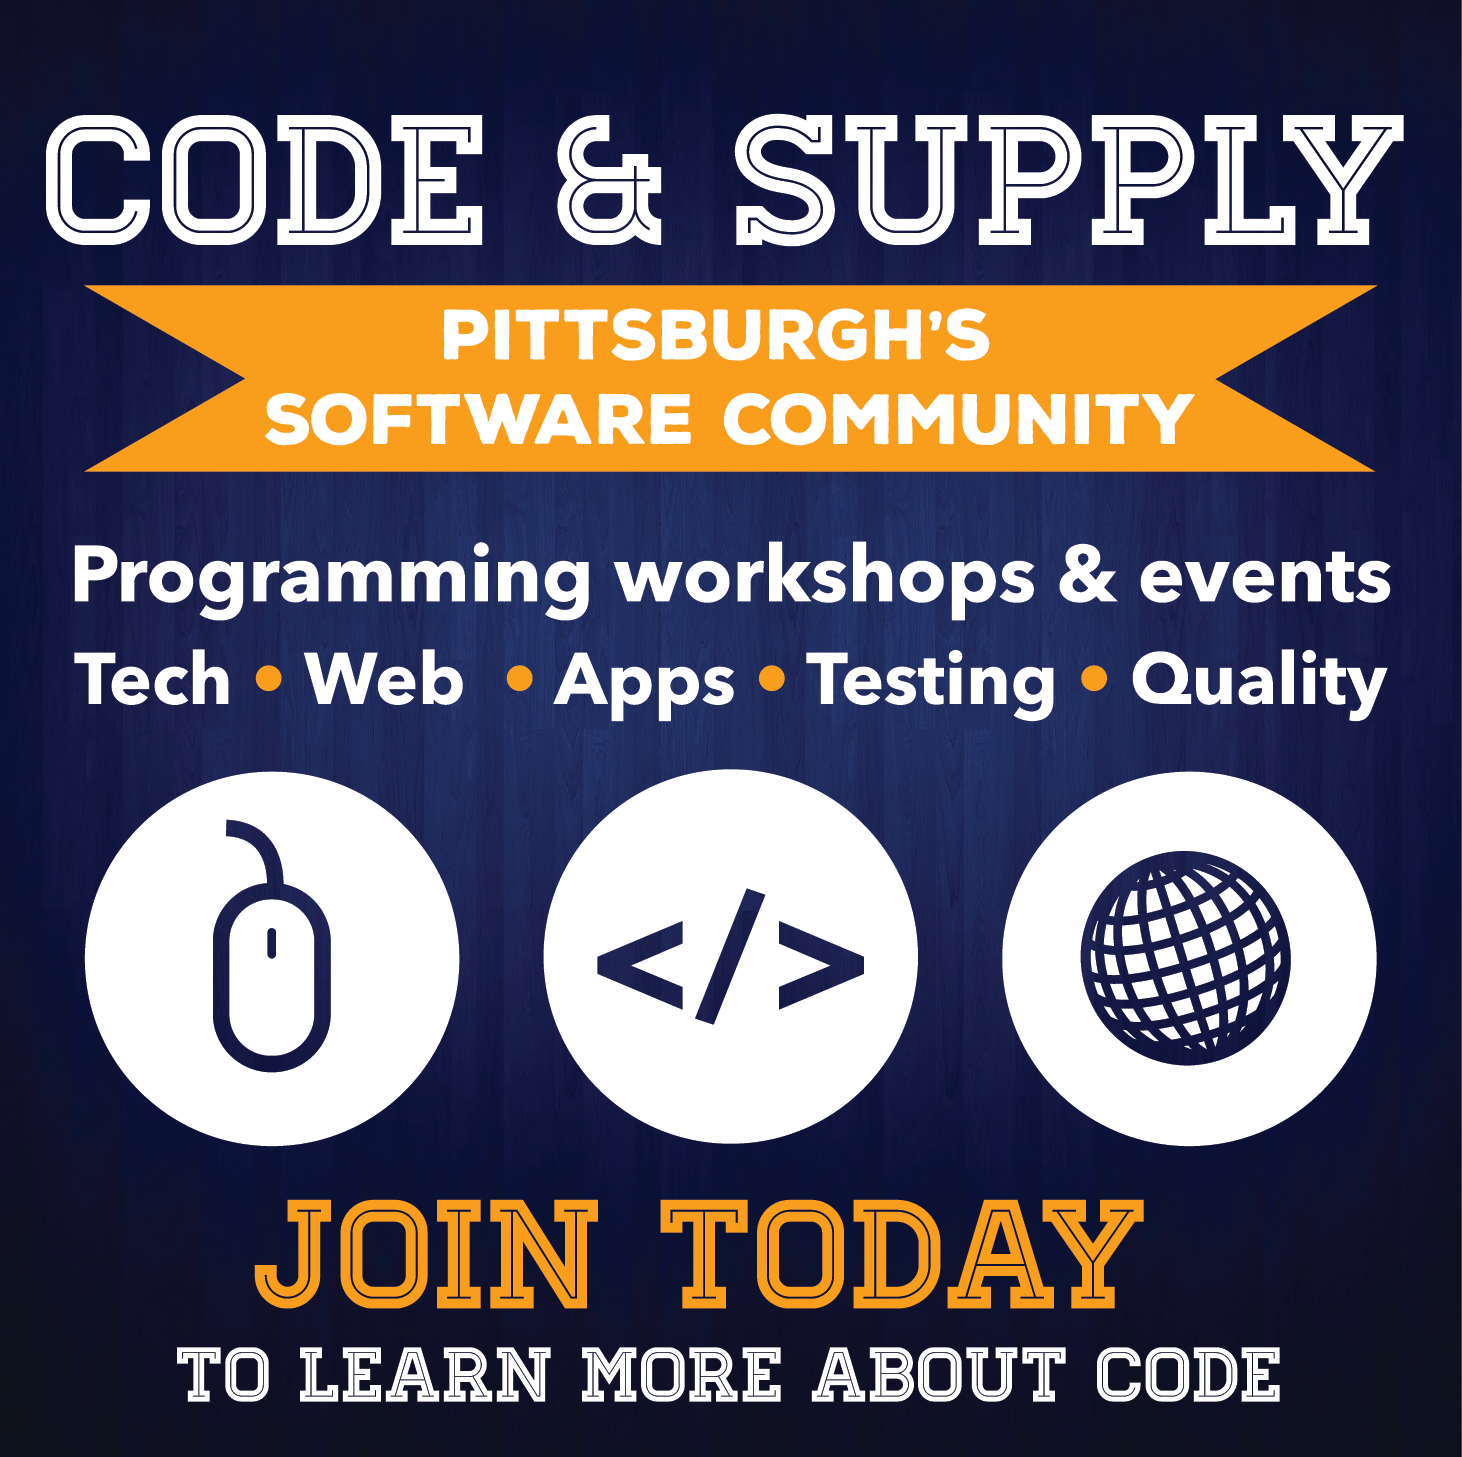 CODE & SUPPLY
PITTSBURGH'S
SOFTWARE COMMUNITY
Programming workshops & events
Tech • Web • Apps • Testing • Quality
</>
JOIN TODAY
TO LEARN MORE ABOUT CODE